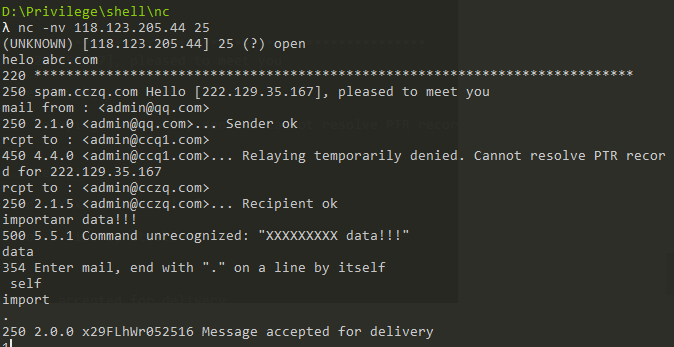 D:\Privilege\shell\nc
λ nc -nv 118.123.205.44 25
(UNKNOWN) [118.123.205.44] 25 (?) open
helo abc.com
220 ***************************************************************************
250 spam.cczq.com Hello [222.129.35.167], pleased to meet you
mail from : <admin@qq.com>
250 2.1.0 <admin@qq.com>... Sender ok
rcpt to : <admin@ccq1.com>
450 4.4.0 <admin@ccq1.com>... Relaying temporarily denied. Cannot resolve PTR recor
d for 222.129.35.167
rcpt to : <admin@cczq.com>
250 2.1.5 <admin@cczq.com>... Recipient ok
importanr data!!!
500 5.5.1 Command unrecognized: "XXXXXXXXX data!!!"
data
354 Enter mail, end with "." on a line by itself
 self
import
.
250 2.0.0 x29FLhWr052516 Message accepted for delivery